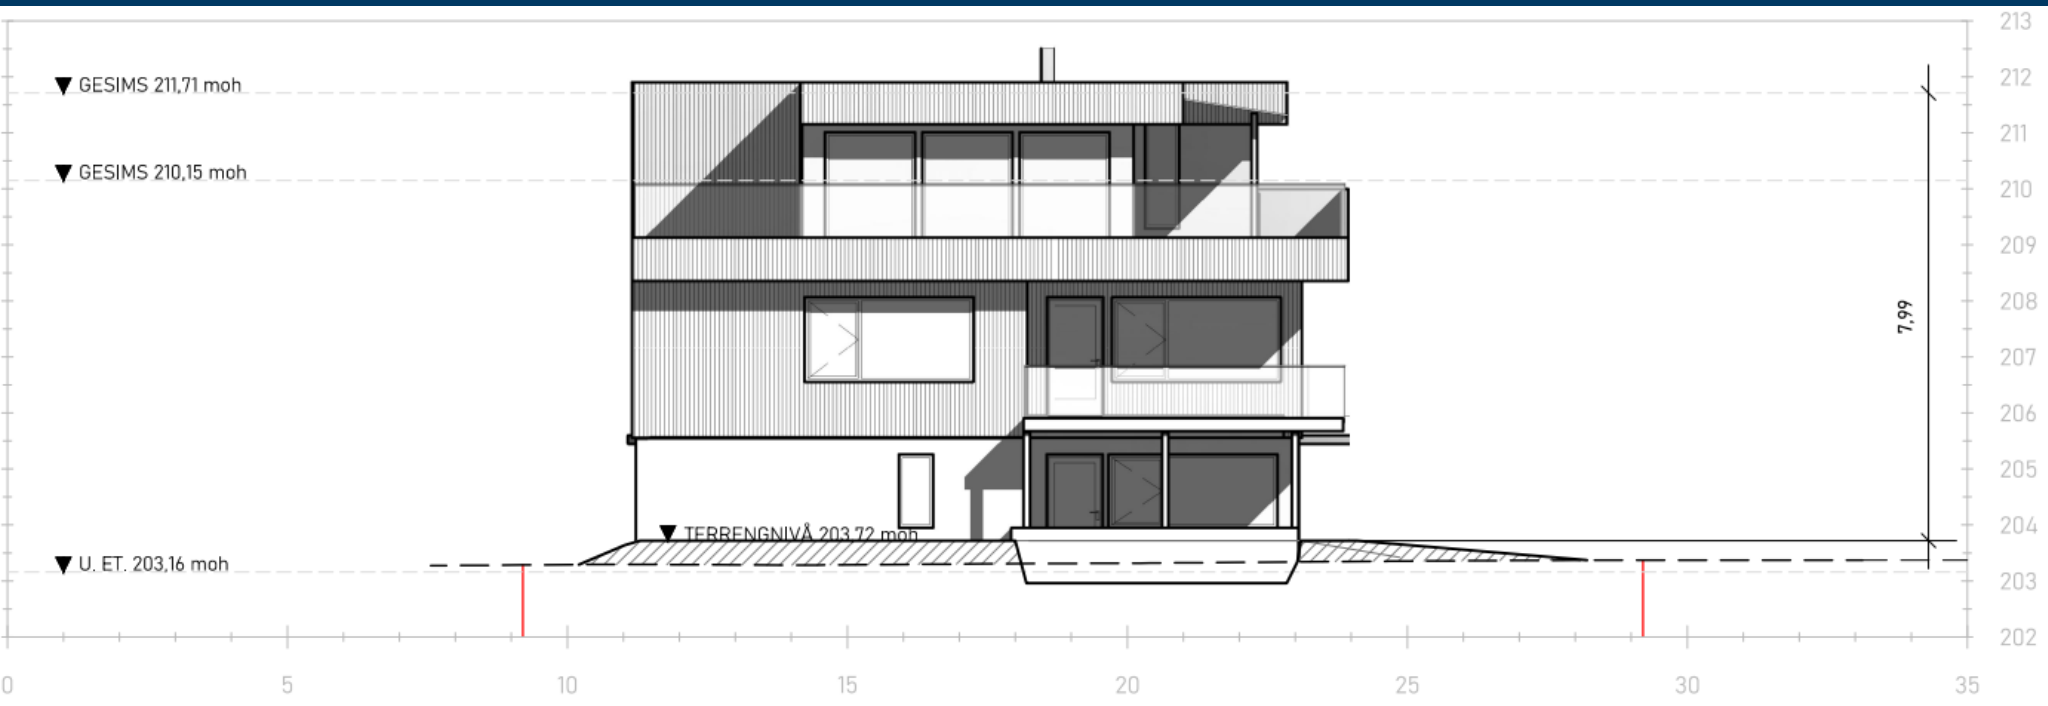 213
GESIMS 211,71 moh
212
211
GESIMS 210,15 moh
210
209
208
7,99
207
206
205
TERRENGNIVÅ 203,72 moh
204
U. ET. 203,16 moh
203
202
0 5 10 15 20 25 30 35